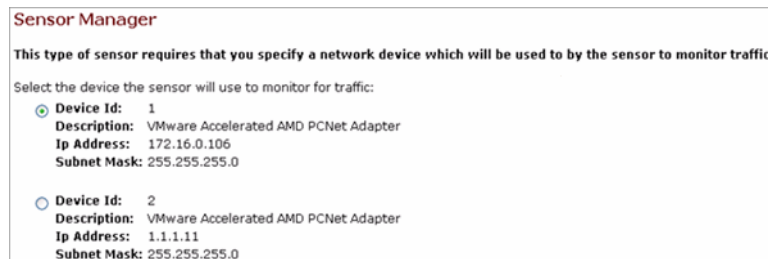 Sensor Manager
This type of sensor requires that you specify a network device which will be used to by the sensor to monitor traffic
Select the device the sensor will use to monitor for traffic:
Device Id: 1
Description: VMware Accelerated AMD PCNet Adapter
Ip Address: 172.16.0.106
Subnet Mask: 255.255.255.0
Device Id: 2
Description: VMware Accelerated AMD PCNet Adapter
Ip Address: 1.1.1.11
Subnet Mask: 255.255.255.0